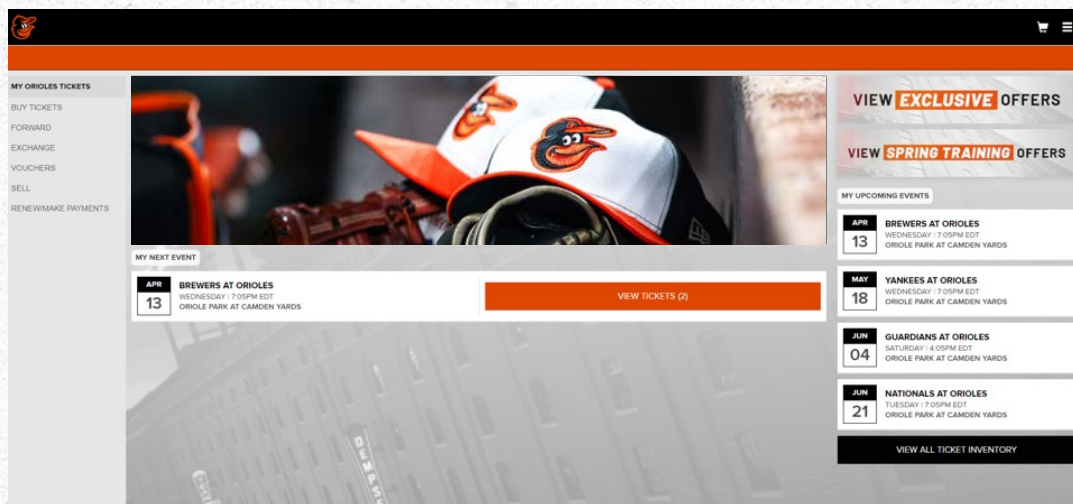 MY ORIOLES TICKETS
BUY TICKETS
FORWARD
EXCHANGE
VOUCHERS
SELL
RENEW/MAKE PAYMENTS
MY NEXT EVENT
APR
13
BREWERS AT ORIOLES
WEDNESDAY | 7:05PM EDT
ORIOLE PARK AT CAMDEN YARDS
VIEW TICKETS (2)
VIEW EXCLUSIVE OFFERS
VIEW SPRING TRAINING OFFERS
MY UPCOMING EVENTS
APR
13
BREWERS AT ORIOLES
WEDNESDAY | 7:05PM EDT
ORIOLE PARK AT CAMDEN YARDS
MAY
18
YANKEES AT ORIOLES
WEDNESDAY | 7:05PM EDT
ORIOLE PARK AT CAMDEN YARDS
JUN
04
GUARDIANS AT ORIOLES
SATURDAY | 4:05PM EDT
ORIOLE PARK AT CAMDEN YARDS
JUN
21
NATIONALS AT ORIOLES
TUESDAY | 7:05PM EDT
ORIOLE PARK AT CAMDEN YARDS
VIEW ALL TICKET INVENTORY